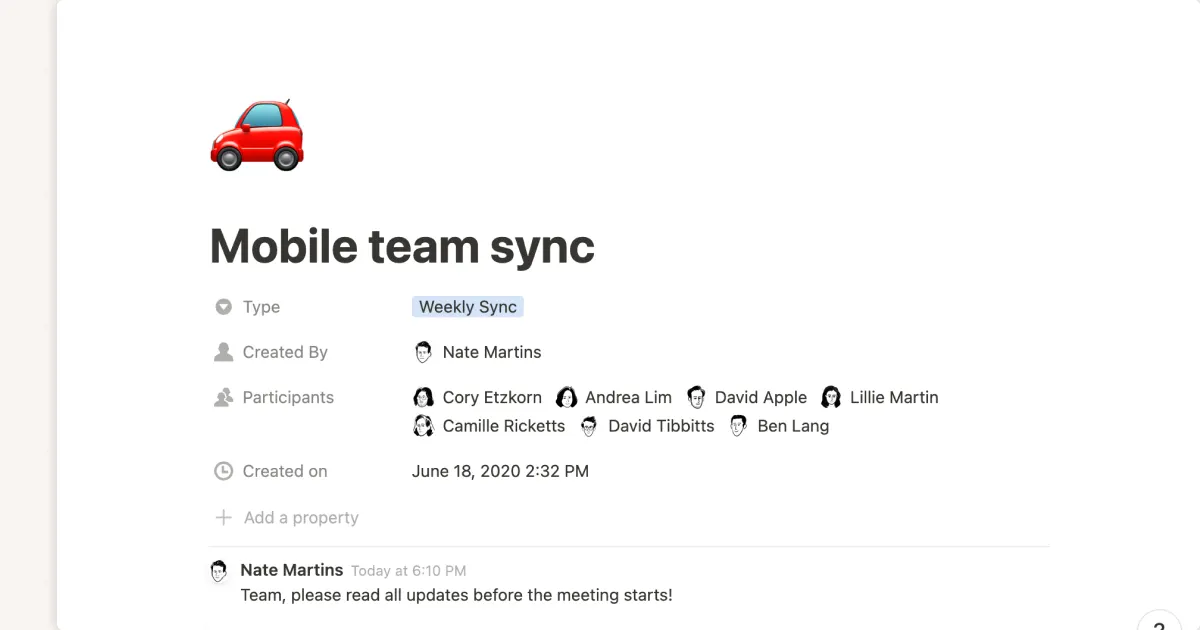 Mobile team sync
Type Weekly Sync
Created By Nate Martins
Participants Cory Etzkorn Andrea Lim David Apple Lillie Martin
Camille Ricketts David Tibbitts Ben Lang
Created on June 18, 2020 2:32 PM
Add a property
Nate Martins Today at 6:10 PM
Team, please read all updates before the meeting starts!